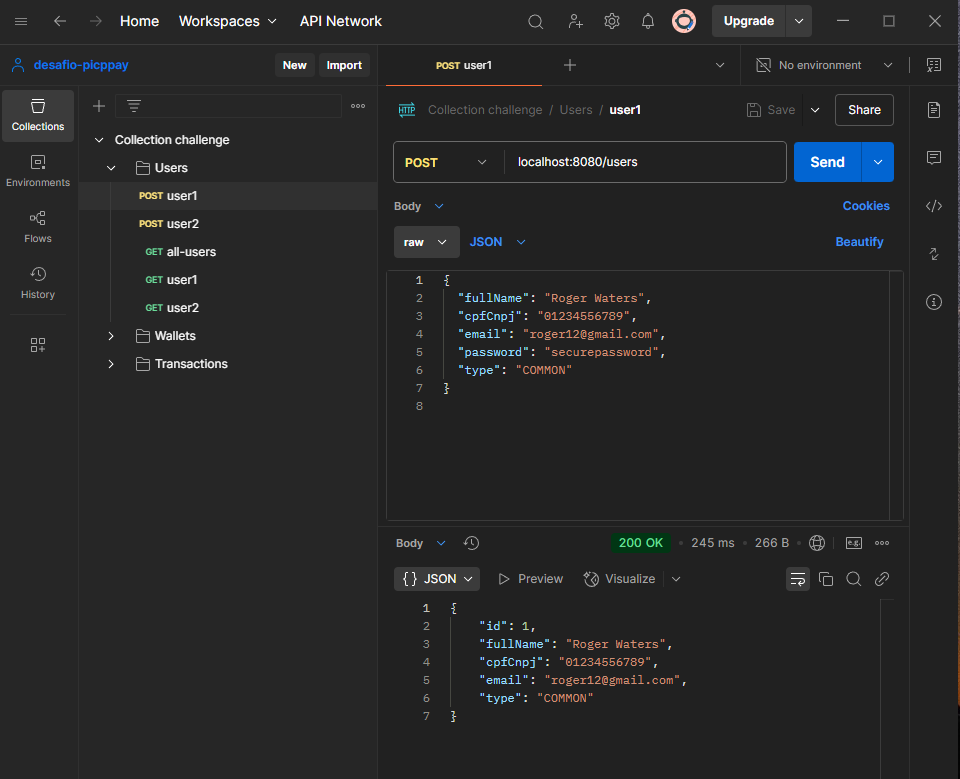 Home Workspaces API Network Upgrade
desafio-picppay New Import POST user1 No environment
Collections
Environments
Flows
History
Collection challenge
Users
POST user1
POST user2
GET all-users
GET user1
GET user2
Wallets
Transactions
HTTP Collection challenge / Users / user1 Save Share
POST localhost:8080/users Send
Body Cookies
raw JSON Beautify
1 {
2 "fullName": "Roger Waters",
3 "cpfCnpj": "01234556789",
4 "email": "roger12@gmail.com",
5 "password": "securepassword",
6 "type": "COMMON"
7 }
8
Body 200 OK • 245 ms • 266 B • e.g.
{} JSON Preview Visualize
1 {
2 "id": 1,
3 "fullName": "Roger Waters",
4 "cpfCnpj": "01234556789",
5 "email": "roger12@gmail.com",
6 "type": "COMMON"
7 }